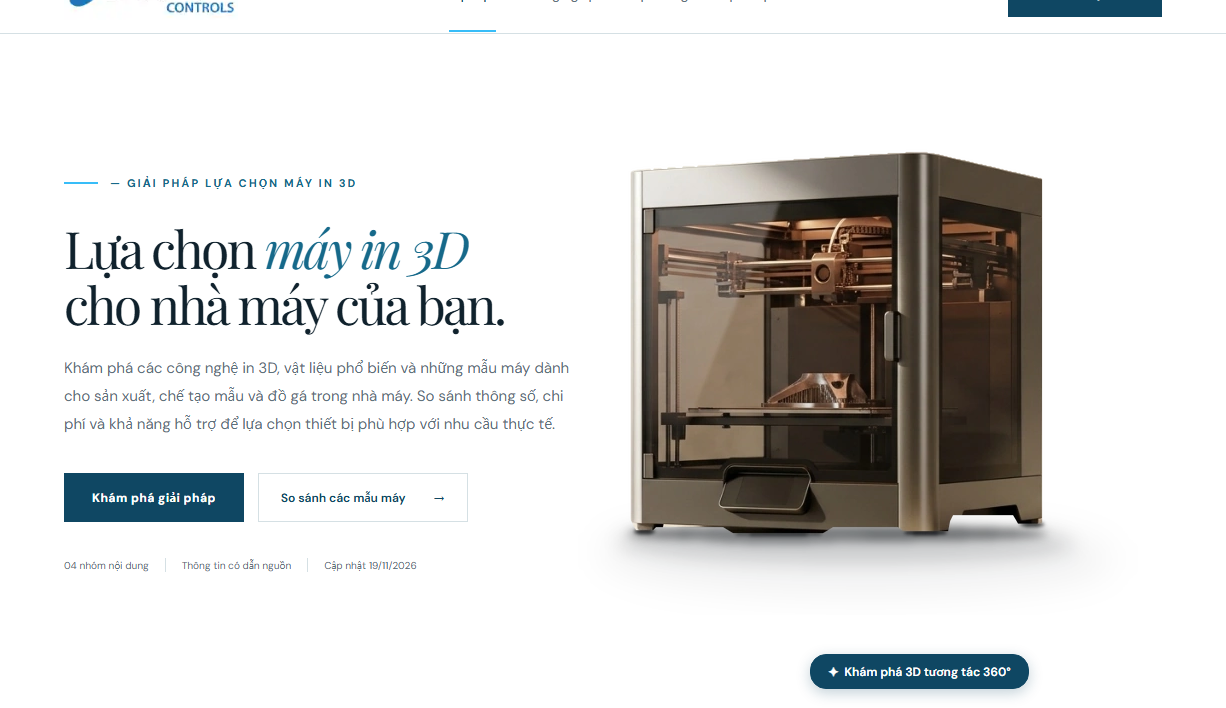 CONTROLS
— GIẢI PHÁP LỰA CHỌN MÁY IN 3D
Lựa chọn máy in 3D
cho nhà máy của bạn.
Khám phá các công nghệ in 3D, vật liệu phổ biến và những mẫu máy dành
cho sản xuất, chế tạo mẫu và đồ gá trong nhà máy. So sánh thông số, chi
phí và khả năng hỗ trợ để lựa chọn thiết bị phù hợp với nhu cầu thực tế.
Khám phá giải pháp
So sánh các mẫu máy →
04 nhóm nội dung
Thông tin có dẫn nguồn
Cập nhật 19/11/2026
✦ Khám phá 3D tương tác 360°